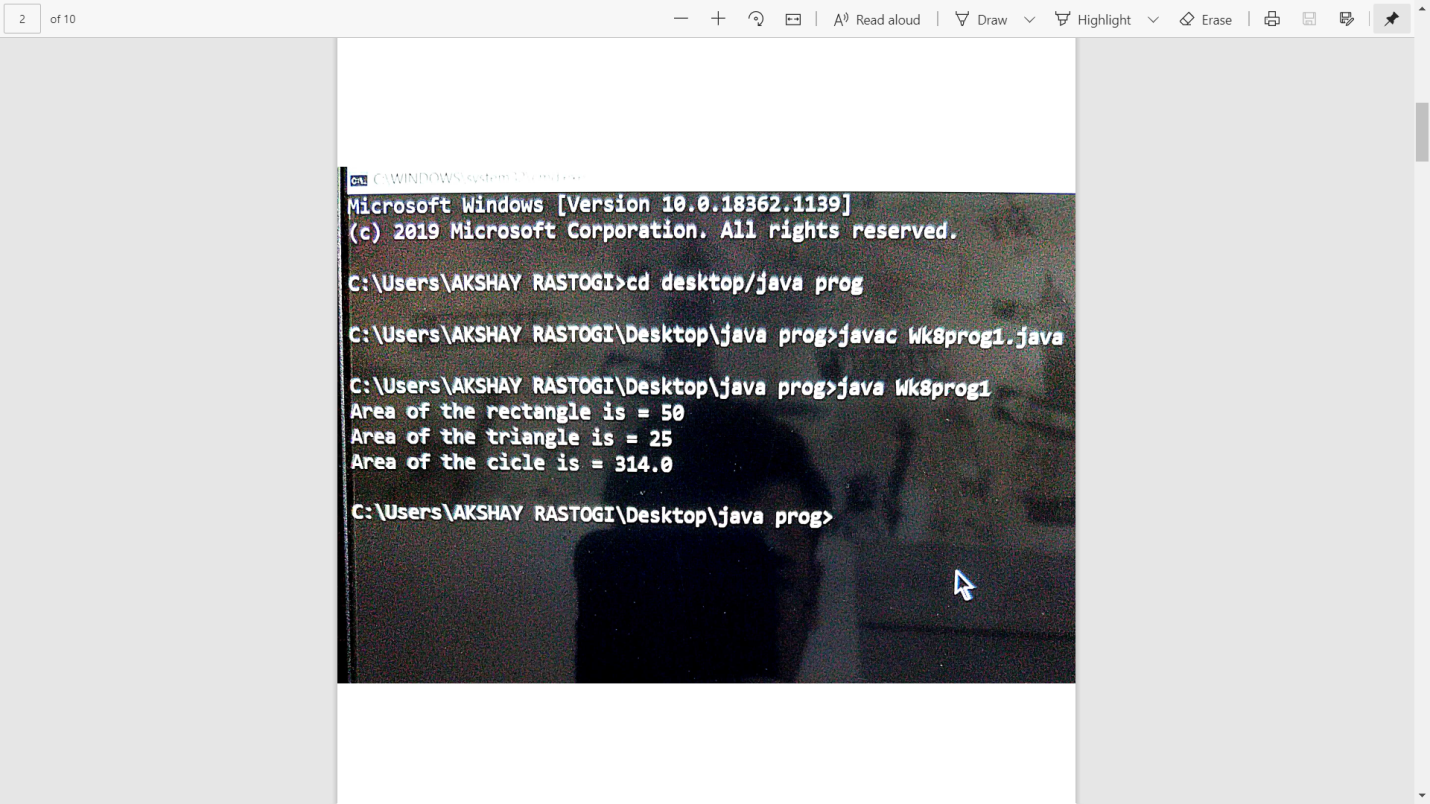 2 of 10 Read aloud Draw Highlight Erase
C:\WINDOWS\system
Microsoft Windows [Version 10.0.18362.1139]
(c) 2019 Microsoft Corporation. All rights reserved.
C:\Users\AKSHAY RASTOGI>cd desktop/java prog
C:\Users\AKSHAY RASTOGI\Desktop\java prog>javac Wk8prog1.java
C:\Users\AKSHAY RASTOGI\Desktop\java prog>java Wk8prog1
Area of the rectangle is = 50
Area of the triangle is = 25
Area of the cicle is = 314.0
C:\Users\AKSHAY RASTOGI\Desktop\java prog>